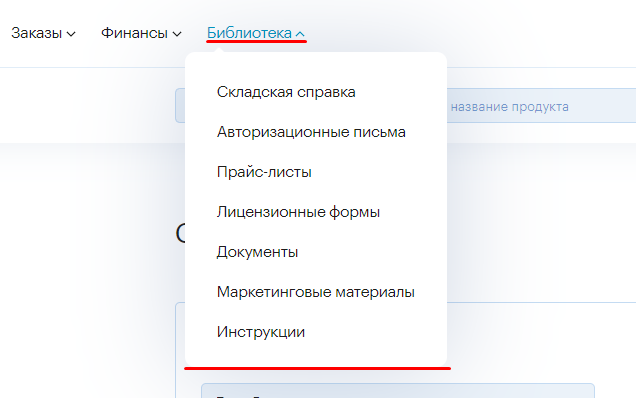 Заказы Финансы Библиотека
название продукта
Складская справка
Авторизационные письма
Прайс-листы
Лицензионные формы
Документы
Маркетинговые материалы
Инструкции